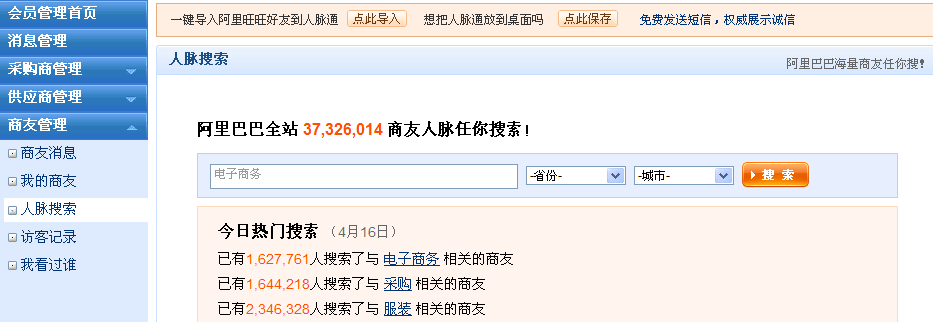 会员管理首页
消息管理
采购商管理
供应商管理
商友管理
商友消息
我的商友
人脉搜索
访客记录
我看过谁
一键导入阿里旺旺好友到人脉通 点此导入 想把人脉通放到桌面吗 点此保存 免费发送短信，权威展示诚信
人脉搜索 阿里巴巴海量商友任你搜!
阿里巴巴全站 37,326,014 商友人脉任你搜索!
电子商务 -省份- -城市- 搜 索
今日热门搜索（4月16日）
已有1,627,761人搜索了与 电子商务 相关的商友
已有1,644,218人搜索了与 采购 相关的商友
已有2,346,328人搜索了与 服装 相关的商友